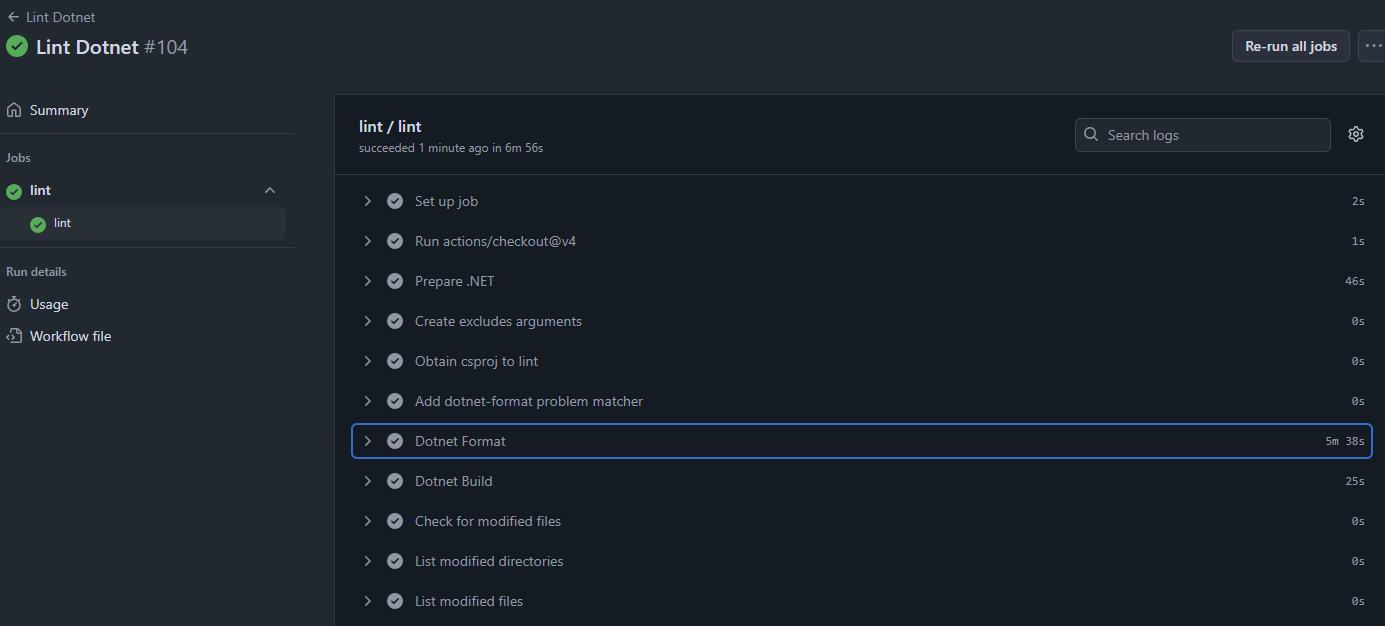 Lint Dotnet
Lint Dotnet #104
Re-run all jobs
Summary
Jobs
lint
lint
Run details
Usage
Workflow file
lint / lint
succeeded 1 minute ago in 6m 56s
Search logs
Set up job 2s
Run actions/checkout@v4 1s
Prepare .NET 46s
Create excludes arguments 0s
Obtain csproj to lint 0s
Add dotnet-format problem matcher 0s
Dotnet Format 5m 38s
Dotnet Build 25s
Check for modified files 0s
List modified directories 0s
List modified files 0s